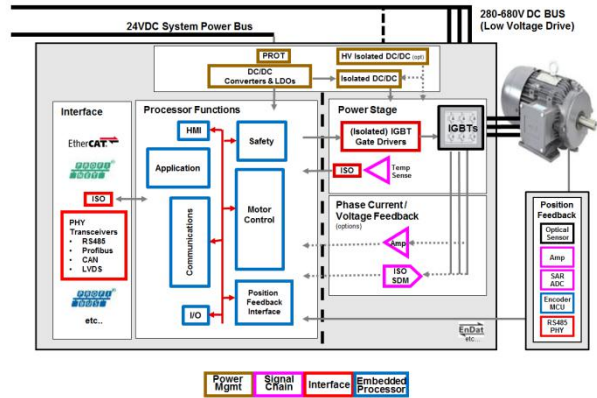 280-680V DC BUS
(Low Voltage Drive)
24VDC System Power Bus
PROT
HV Isolated DC/DC (opt)
DC/DC
Converters & LDOs
Isolated DC/DC
Interface
EtherCAT
PROFI
NET
ISO
PHY
Transceivers
• RS485
• Profibus
• CAN
• LVDS
PROFI
BUS
etc..
Processor Functions
HMI
Safety
Application
Motor
Control
Communications
I/O
Position
Feedback
Interface
Power Stage
(Isolated) IGBT
Gate Drivers
IGBTs
ISO
Temp
Sense
Phase Current /
Voltage Feedback
(options)
Amp
ISO
SDM
EnDat
etc...
Position
Feedback
Optical
Sensor
Amp
SAR
ADC
Encoder
MCU
RS485
PHY
Power
Mgmt
Signal
Chain
Interface
Embedded
Processor